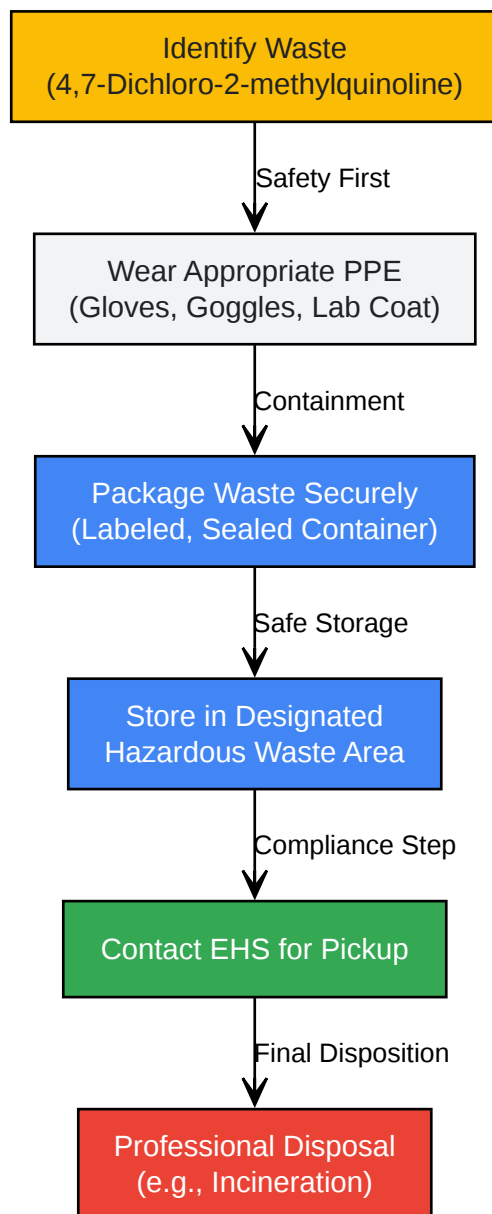 Identify Waste
(4,7-Dichloro-2-methylquinoline)
Safety First
Wear Appropriate PPE
(Gloves, Goggles, Lab Coat)
Containment
Package Waste Securely
(Labeled, Sealed Container)
Safe Storage
Store in Designated
Hazardous Waste Area
Compliance Step
Contact EHS for Pickup
Final Disposition
Professional Disposal
(e.g., Incineration)